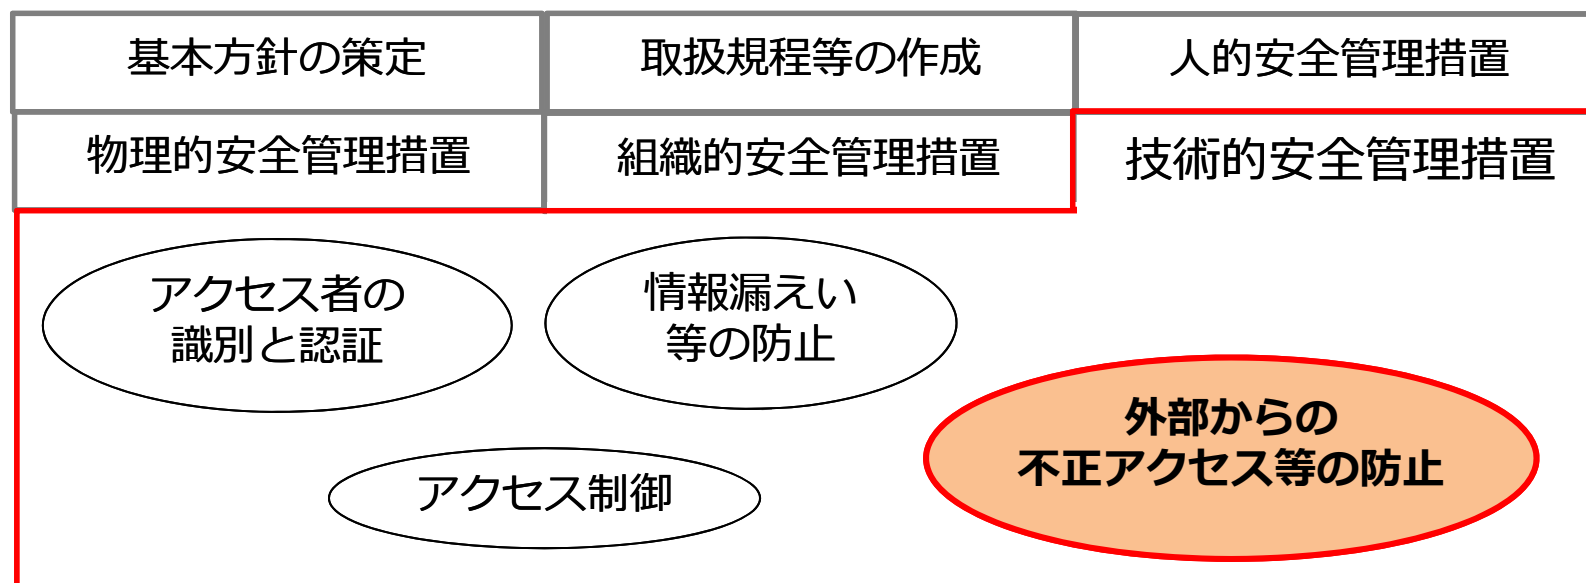 基本方針の策定
取扱規程等の作成
人的安全管理措置
物理的安全管理措置
組織的安全管理措置
技術的安全管理措置
アクセス者の
識別と認証
情報漏えい
等の防止
外部からの
不正アクセス等の防止
アクセス制御